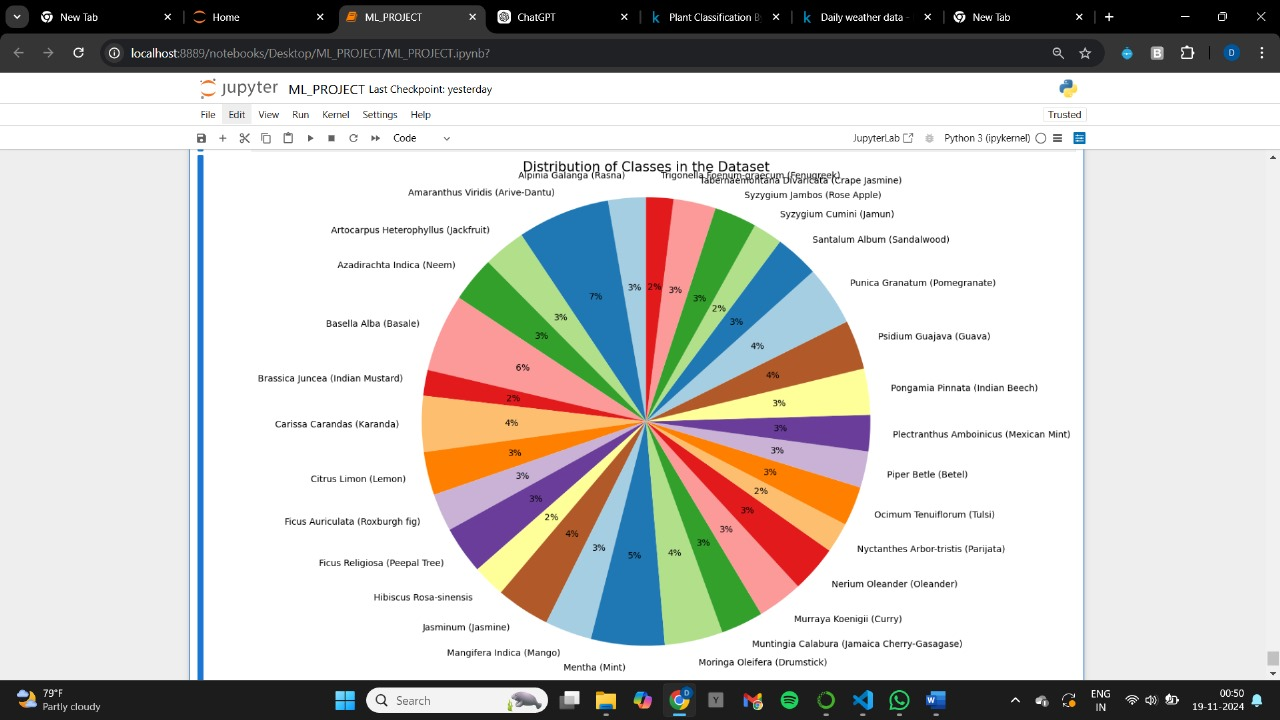 New Tab
Home
ML_PROJECT
ChatGPT
Plant Classification B
Daily weather data -
New Tab
localhost:8889/notebooks/Desktop/ML_PROJECT/ML_PROJECT.ipynb?
B
D
jupyter ML_PROJECT Last Checkpoint: yesterday
File Edit View Run Kernel Settings Help
Trusted
Code
JupyterLab
Python 3 (ipykernel)
Distribution of Classes in the Dataset
Alpinia Galanga (Rasna)
Trigonella Foenum-graecum (Fenugreek)
Tabernaemontana Divaricata (Crape Jasmine)
Amaranthus Viridis (Arive-Dantu)
Syzygium Jambos (Rose Apple)
Syzygium Cumini (Jamun)
Artocarpus Heterophyllus (Jackfruit)
Santalum Album (Sandalwood)
Azadirachta Indica (Neem)
Punica Granatum (Pomegranate)
Basella Alba (Basale)
Psidium Guajava (Guava)
Brassica Juncea (Indian Mustard)
Pongamia Pinnata (Indian Beech)
Carissa Carandas (Karanda)
Plectranthus Amboinicus (Mexican Mint)
Citrus Limon (Lemon)
Piper Betle (Betel)
Ficus Auriculata (Roxburgh fig)
Ocimum Tenuiflorum (Tulsi)
Ficus Religiosa (Peepal Tree)
Nyctanthes Arbor-tristis (Parijata)
Hibiscus Rosa-sinensis
Nerium Oleander (Oleander)
Jasminum (Jasmine)
Murraya Koenigii (Curry)
Mangifera Indica (Mango)
Muntingia Calabura (Jamaica Cherry-Gasagase)
Mentha (Mint)
Moringa Oleifera (Drumstick)
3%
7%
3%
3%
6%
2%
4%
3%
3%
3%
2%
4%
3%
5%
4%
3%
3%
3%
2%
3%
3%
3%
3%
4%
4%
3%
2%
3%
3%
2%
79°F
Partly cloudy
Search
ENG
IN
00:50
19-11-2024